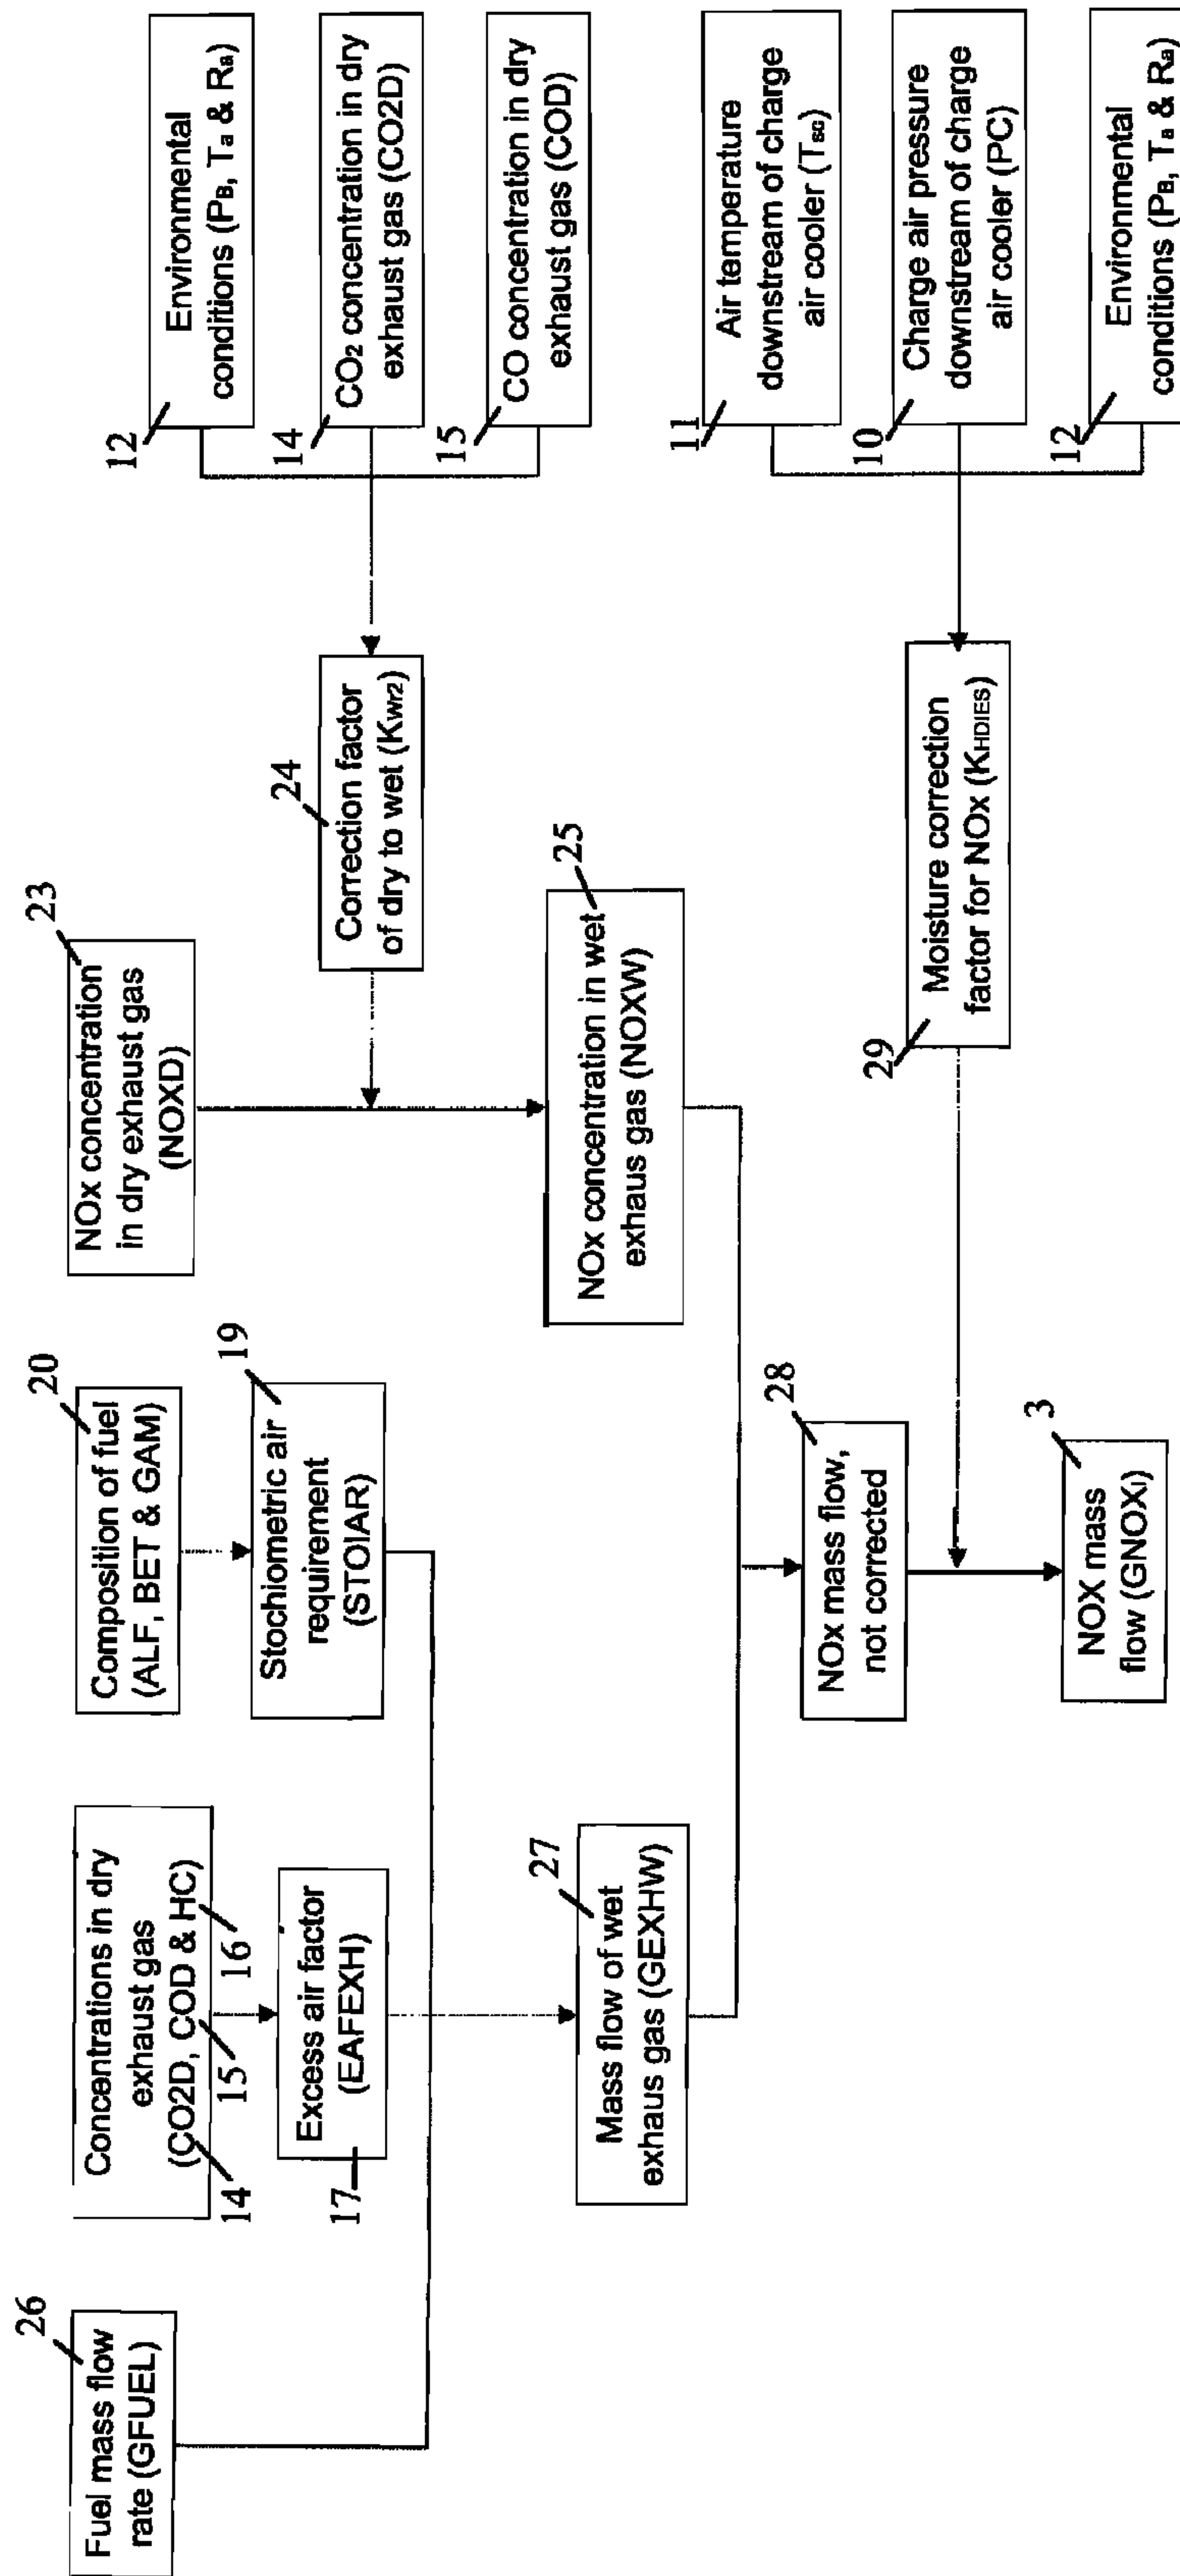 26
Fuel mass flow
rate (GFUEL)
Concentrations in dry
exhaust gas
(CO2D, COD & HC)
14
15
16
Excess air factor
(EAFEXH)
17
20
Composition of fuel
(ALF, BET & GAM)
19
Stochiometric air
requirement
(STOIAR)
23
NOx concentration
in dry exhaust gas
(NOXD)
24
Correction factor
of dry to wet (KWr2)
12
Environmental
conditions (PB, Ta & Ra)
14
CO2 concentration in dry
exhaust gas (CO2D)
15
CO concentration in dry
exhaust gas (COD)
27
Mass flow of wet
exhaus gas (GEXHW)
25
NOx concentration in wet
exhaus gas (NOXW)
28
NOx mass flow,
not corrected
29
Moisture correction
factor for NOx (KHDIES)
11
Air temperature
downstream of charge
air cooler (Tsc)
10
Charge air pressure
downstream of charge
air cooler (PC)
12
Environmental
conditions (PB, Ta & Ra)
3
NOX mass
flow (GNOXI)